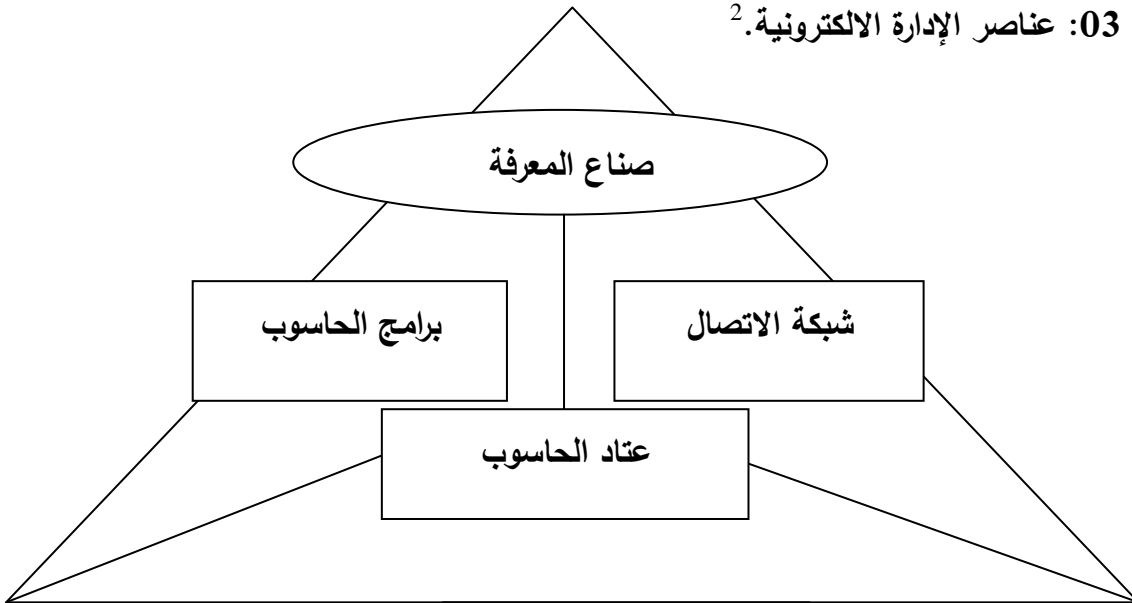 03: عناصر الإدارة الالكترونية.2
صناع المعرفة
شبكة الاتصال
برامج الحاسوب
عتاد الحاسوب